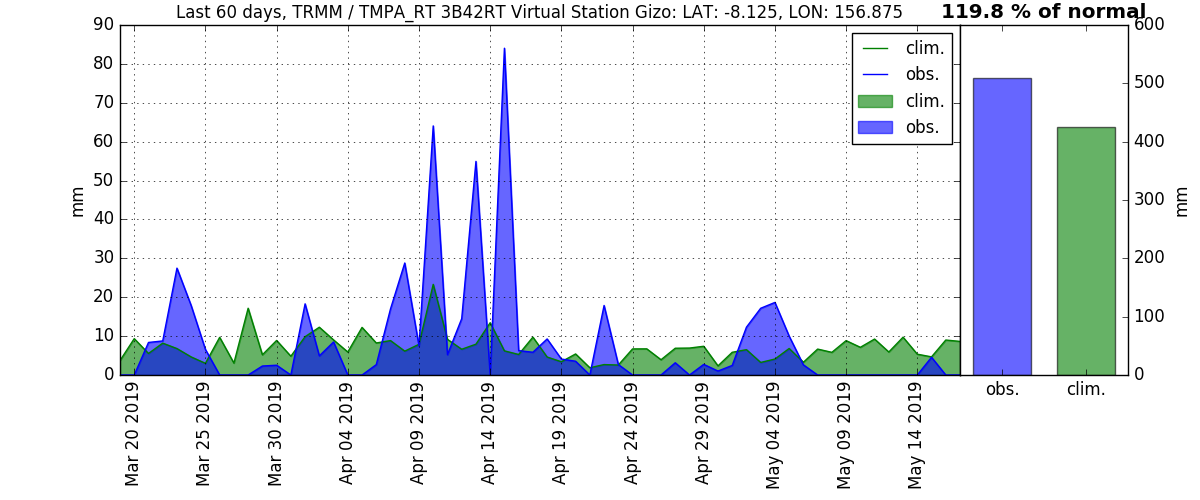 Last 60 days, TRMM / TMPA_RT 3B42RT Virtual Station Gizo: LAT: -8.125, LON: 156.875
119.8 % of normal
90
80
70
60
50
40
30
20
10
0
mm
clim.
obs.
clim.
obs.
Mar 20 2019
Mar 25 2019
Mar 30 2019
Apr 04 2019
Apr 09 2019
Apr 14 2019
Apr 19 2019
Apr 24 2019
Apr 29 2019
May 04 2019
May 09 2019
May 14 2019
600
500
400
300
200
100
0
mm
obs.
clim.